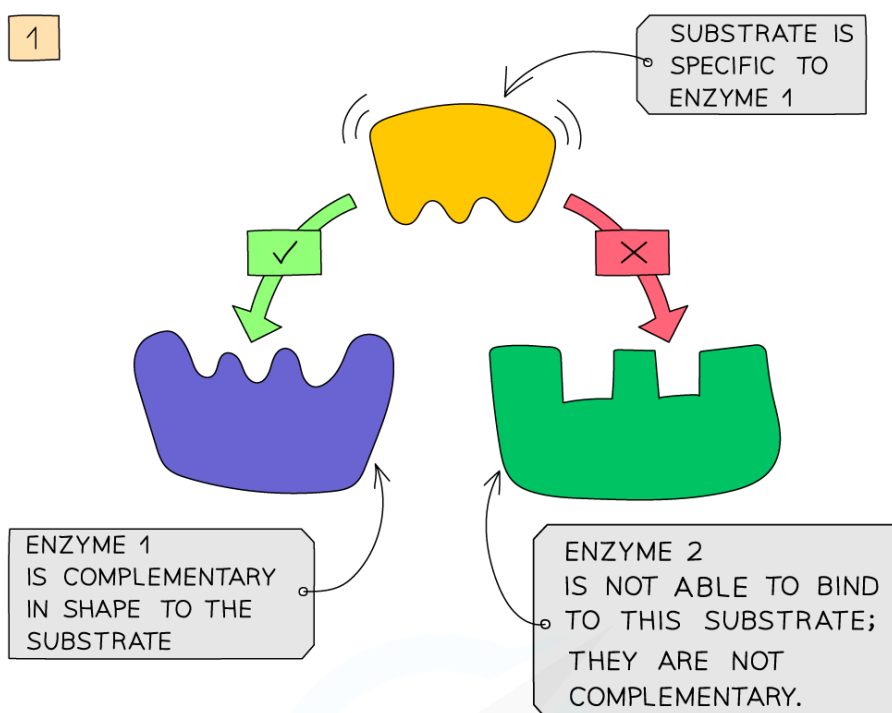 1
SUBSTRATE IS
SPECIFIC TO
ENZYME 1
ENZYME 1
IS COMPLEMENTARY
IN SHAPE TO THE
SUBSTRATE
ENZYME 2
IS NOT ABLE TO BIND
TO THIS SUBSTRATE;
THEY ARE NOT
COMPLEMENTARY.